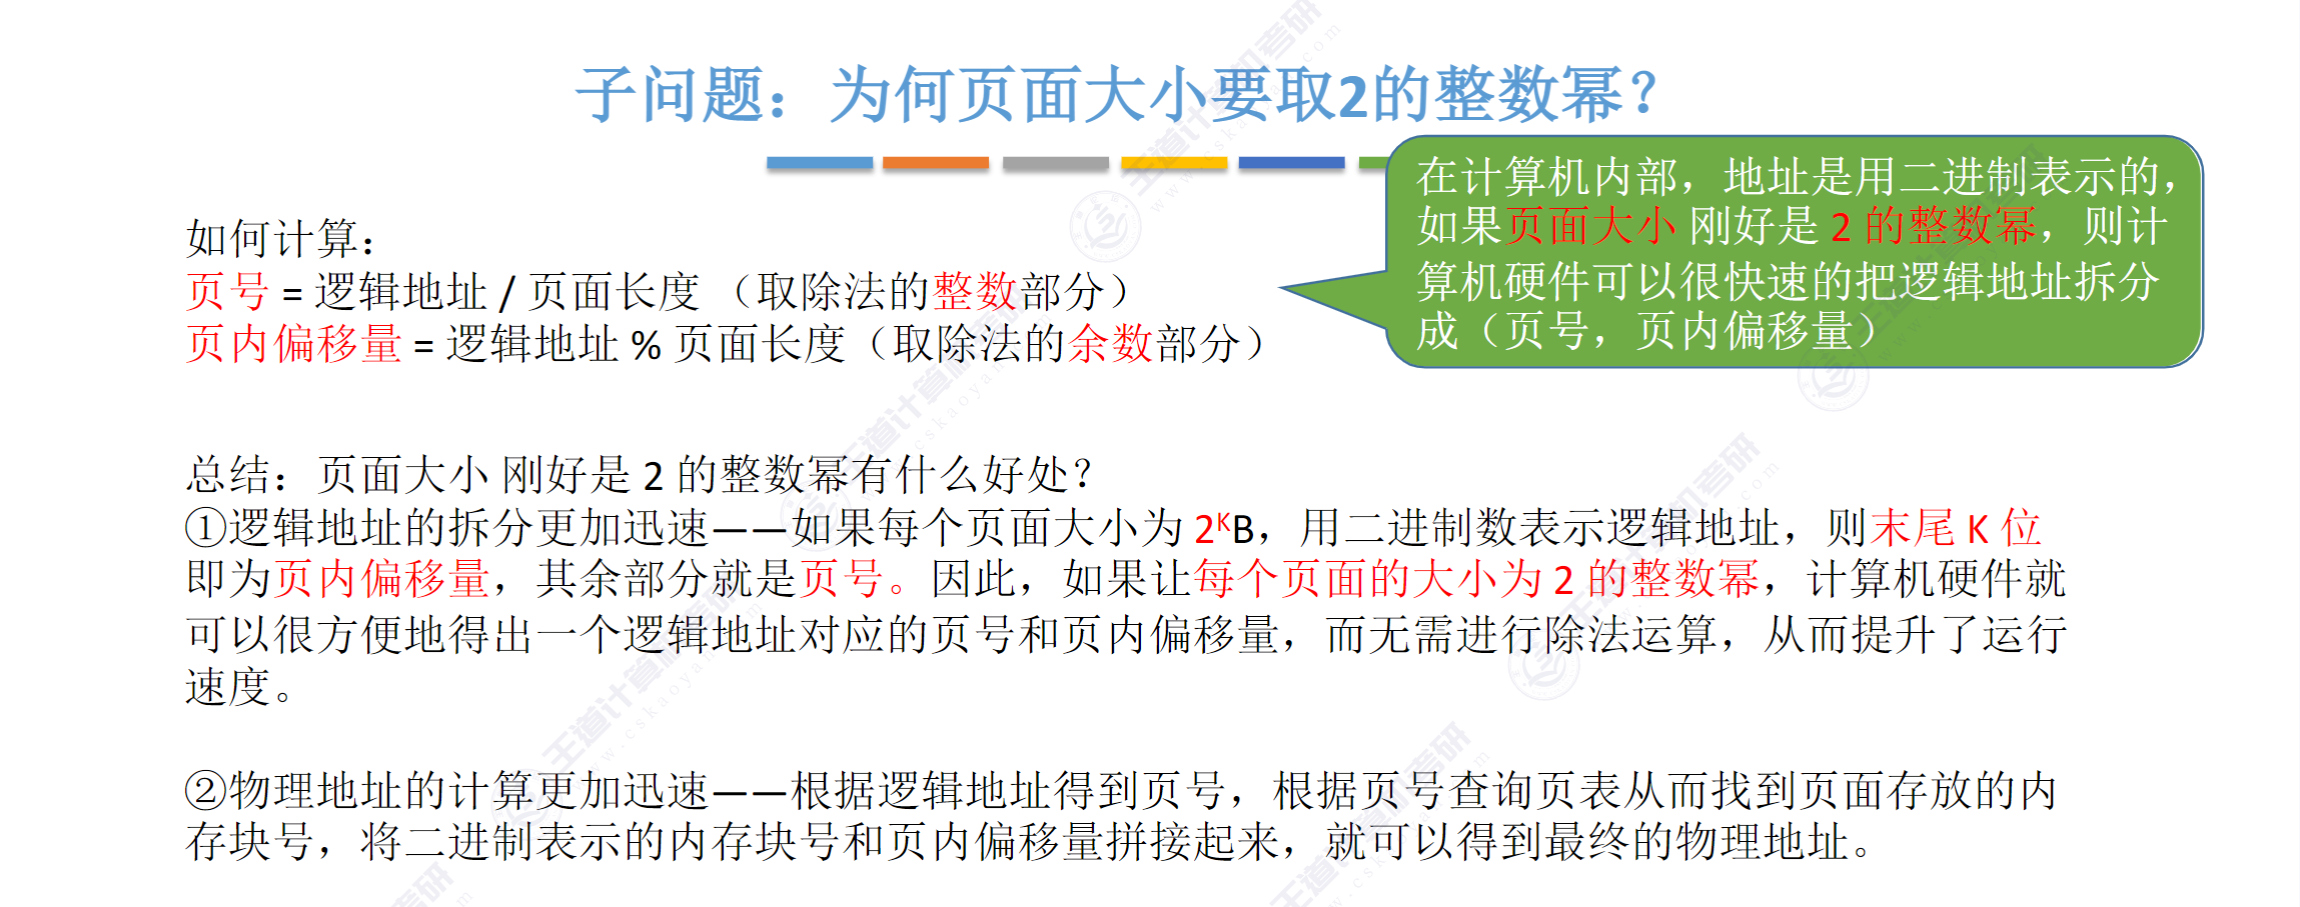 子问题：为何页面大小要取2的整数幂？
在计算机内部，地址是用二进制表示的，
如果页面大小 刚好是 2 的整数幂，则计
算机硬件可以很快速的把逻辑地址拆分
成（页号，页内偏移量）
如何计算：
页号 = 逻辑地址 / 页面长度 （取除法的整数部分）
页内偏移量 = 逻辑地址 % 页面长度（取除法的余数部分）
总结：页面大小 刚好是 2 的整数幂有什么好处？
①逻辑地址的拆分更加迅速——如果每个页面大小为 2ᴷB，用二进制数表示逻辑地址，则末尾 K 位
即为页内偏移量，其余部分就是页号。因此，如果让每个页面的大小为 2 的整数幂，计算机硬件就
可以很方便地得出一个逻辑地址对应的页号和页内偏移量，而无需进行除法运算，从而提升了运行
速度。
②物理地址的计算更加迅速——根据逻辑地址得到页号，根据页号查询页表从而找到页面存放的内
存块号，将二进制表示的内存块号和页内偏移量拼接起来，就可以得到最终的物理地址。
王道计算机考研
www.cskaoyan.com